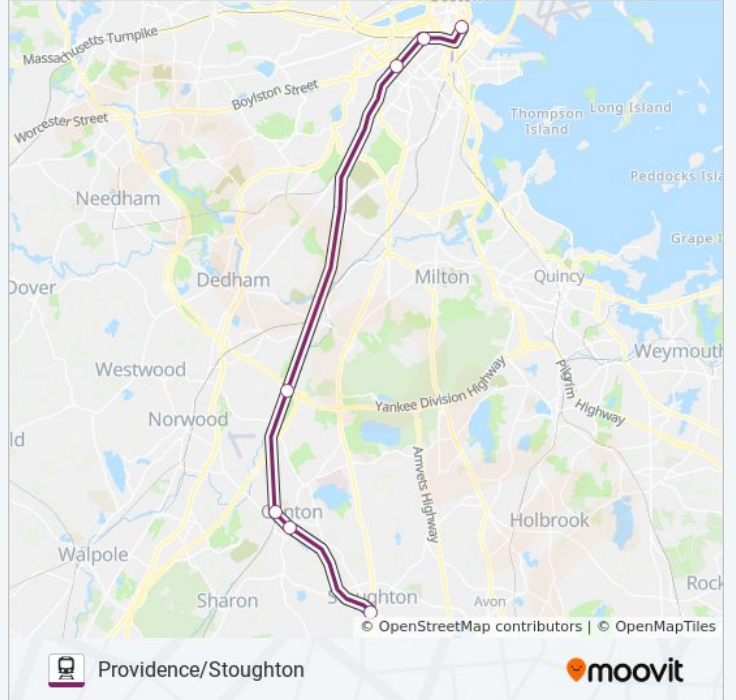 Massachusetts Turnpike
Boylston Street
Worcester Street
Thompson
Island
Long Island
Needham
Peddocks Isla
Grape I
Dover
Dedham
Milton
Quincy
Westwood
Weymouth
Norwood
Yankee Division Highway
Pilgrim
Highway
ld
Amvets Highway
Holbrook
Walpole
Sharon
Avon
Rock
© OpenStreetMap contributors | © OpenMapTiles
Providence/Stoughton
moovit